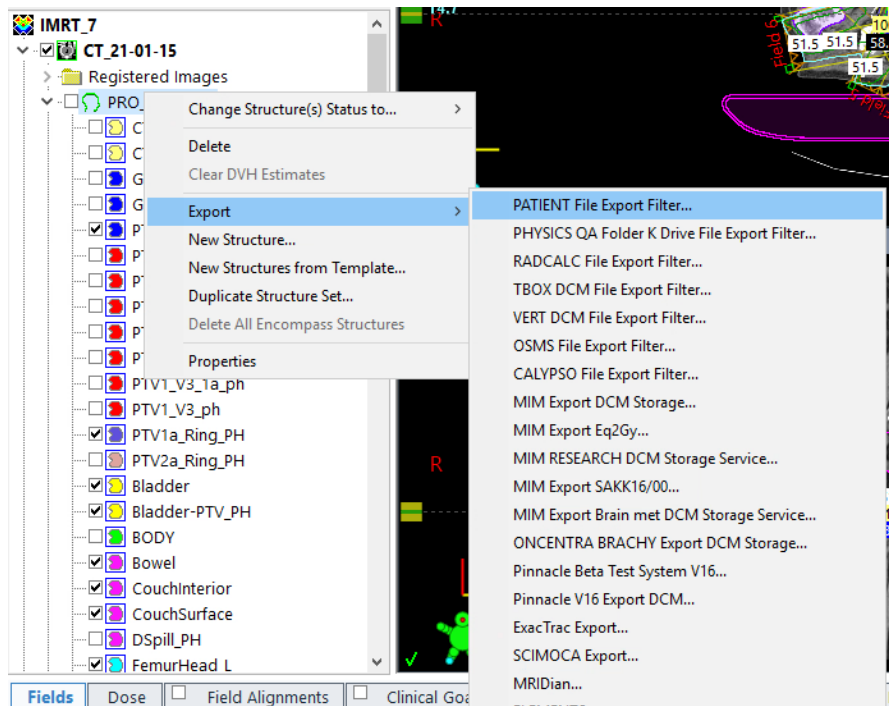 IMRT_7
CT_21-01-15
Registered Images
PRO_
PTV1_V3_1a_ph
PTV1_V3_ph
PTV1a_Ring_PH
PTV2a_Ring_PH
Bladder
Bladder-PTV_PH
BODY
Bowel
CouchInterior
CouchSurface
DSpill_PH
FemurHead_L
Change Structure(s) Status to...
Delete
Clear DVH Estimates
Export
New Structure...
New Structures from Template...
Duplicate Structure Set...
Delete All Encompass Structures
Properties
PATIENT File Export Filter...
PHYSICS QA Folder K Drive File Export Filter...
RADCALC File Export Filter...
TBOX DCM File Export Filter...
VERT DCM File Export Filter...
OSMS File Export Filter...
CALYPSO File Export Filter...
MIM Export DCM Storage...
MIM Export Eq2Gy...
MIM RESEARCH DCM Storage Service...
MIM Export SAKK16/00...
MIM Export Brain met DCM Storage Service...
ONCENTRA BRACHY Export DCM Storage...
Pinnacle Beta Test System V16...
Pinnacle V16 Export DCM...
ExacTrac Export...
SCIMOCA Export...
MRIDian...
R
R
Field 6
51.5
51.5
58.
51.5
Fields
Dose
Field Alignments
Clinical Goa